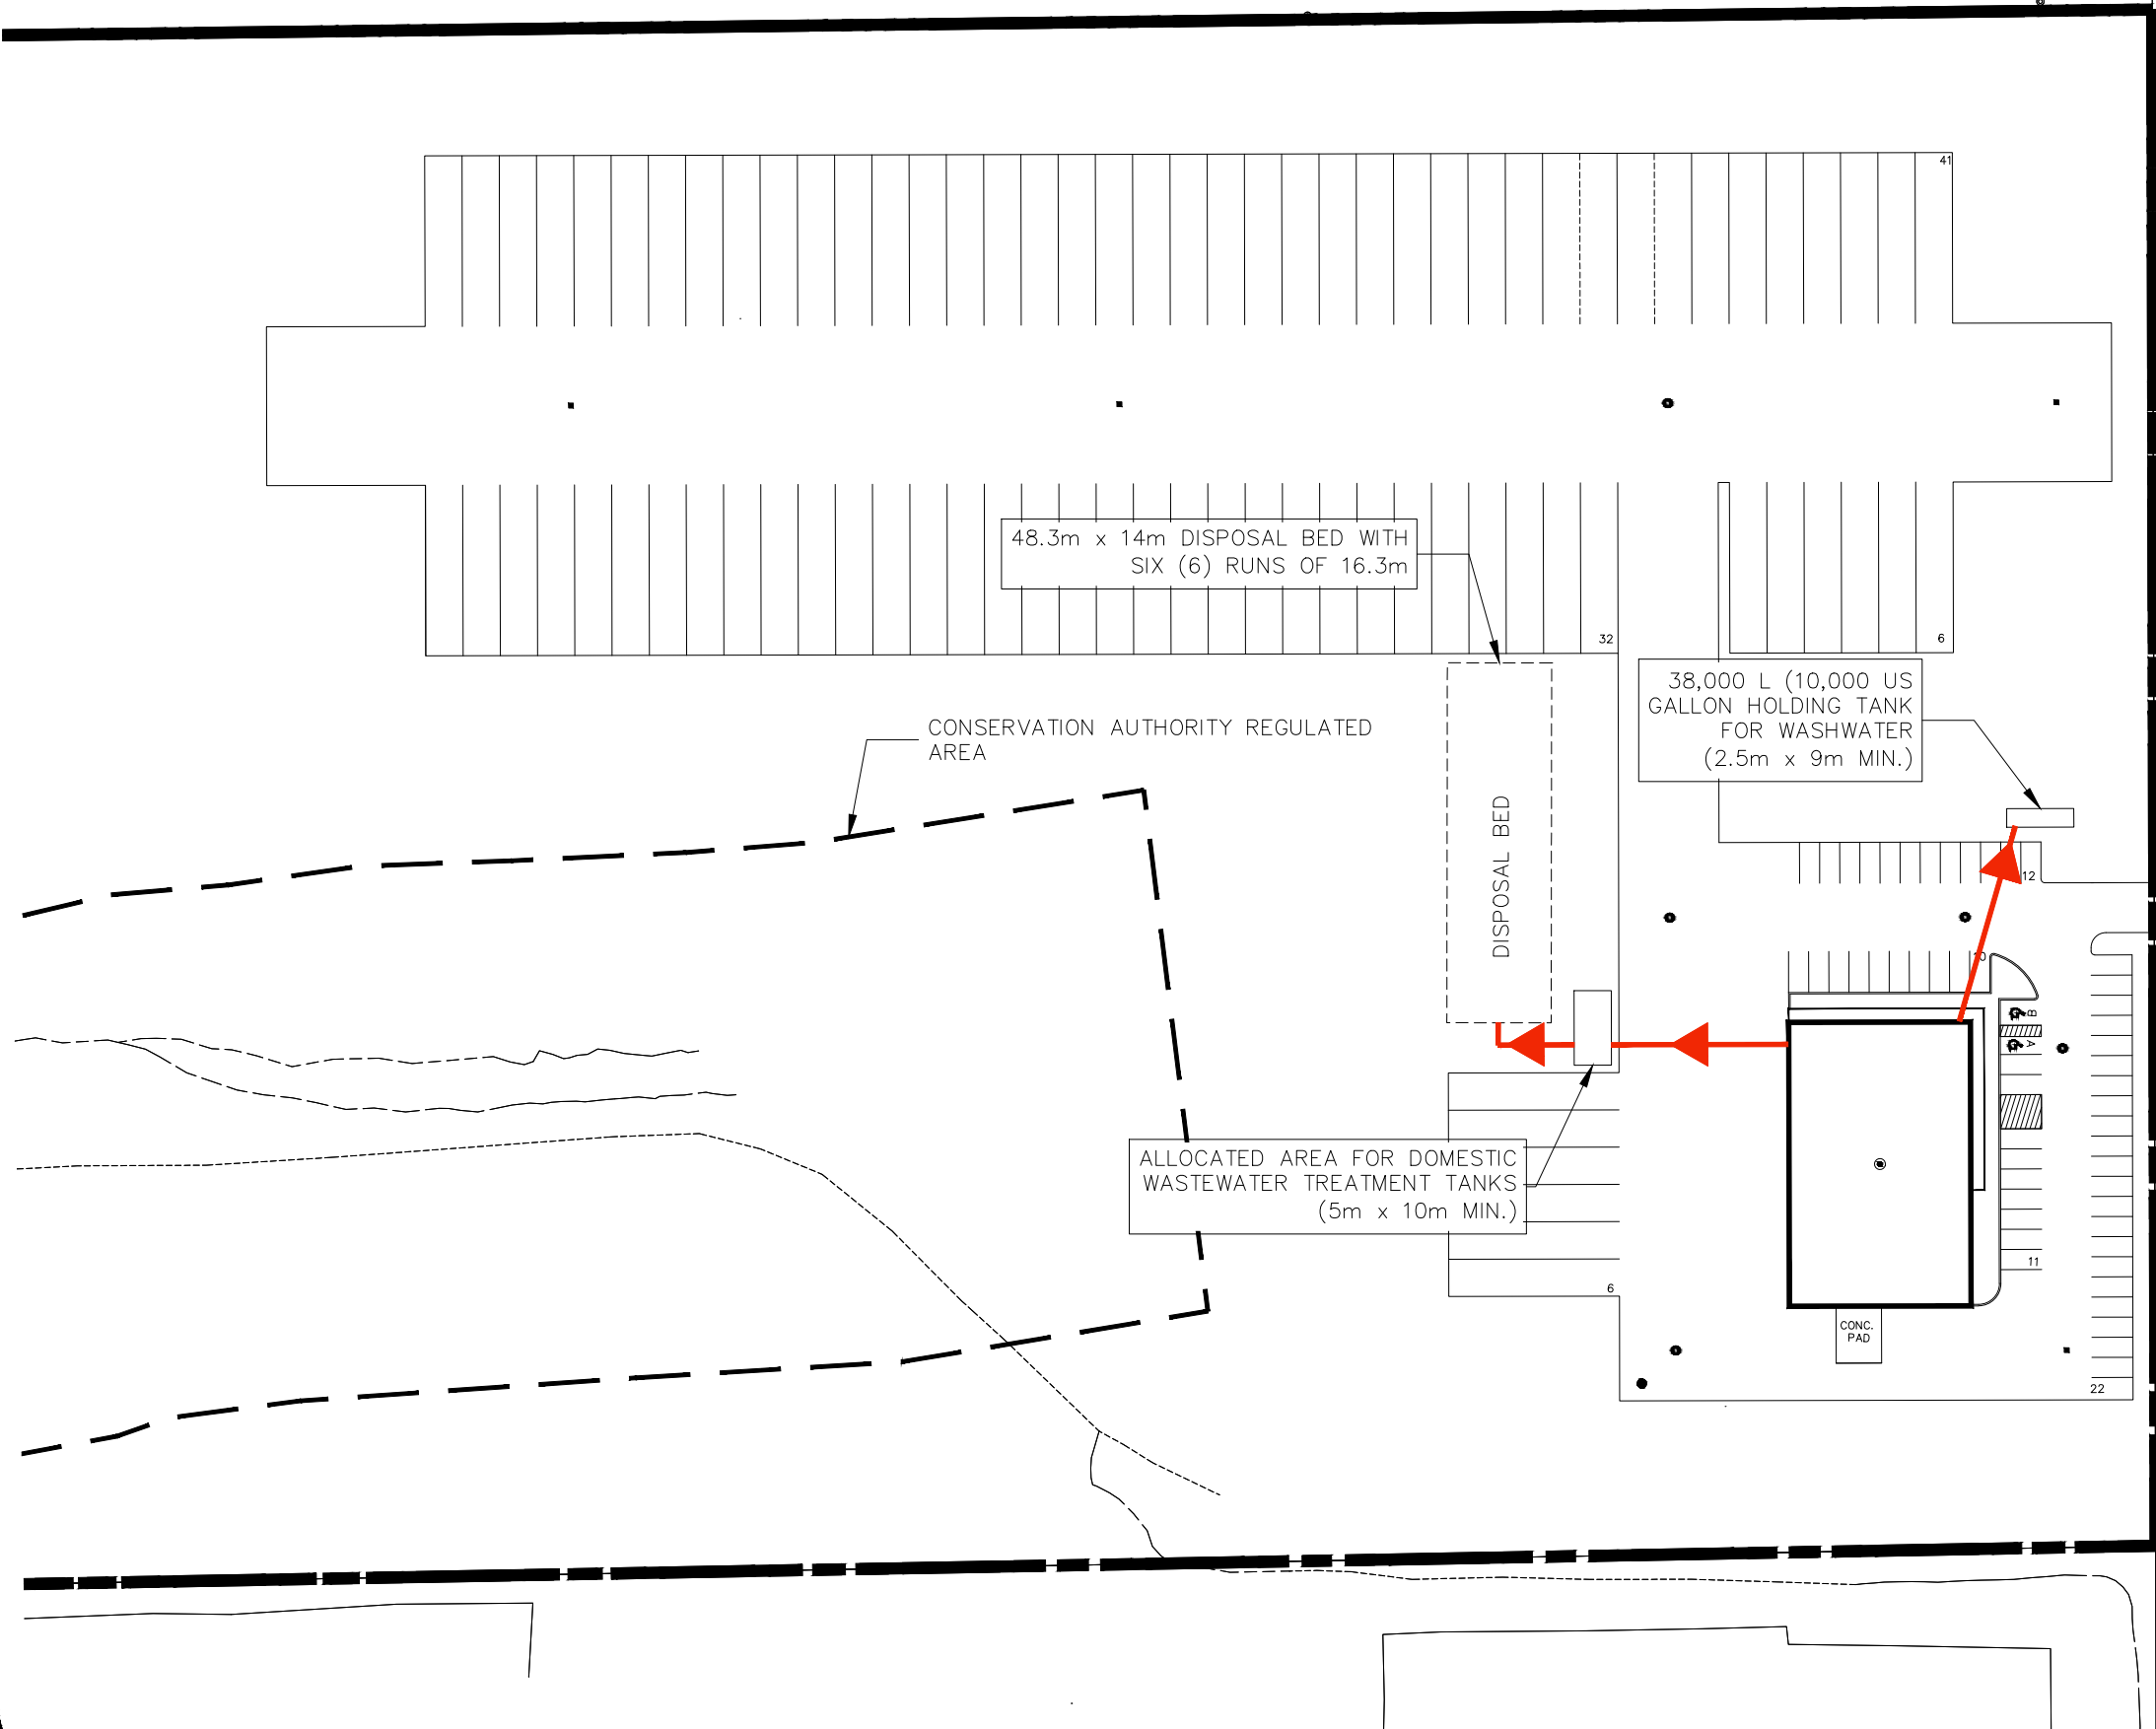 41
48.3m x 14m DISPOSAL BED WITH
SIX (6) RUNS OF 16.3m
32
6
38,000 L (10,000 US
GALLON HOLDING TANK
FOR WASHWATER
(2.5m x 9m MIN.)
CONSERVATION AUTHORITY REGULATED
AREA
DISPOSAL BED
12
10
B
A
ALLOCATED AREA FOR DOMESTIC
WASTEWATER TREATMENT TANKS
(5m x 10m MIN.)
11
6
CONC.
PAD
22